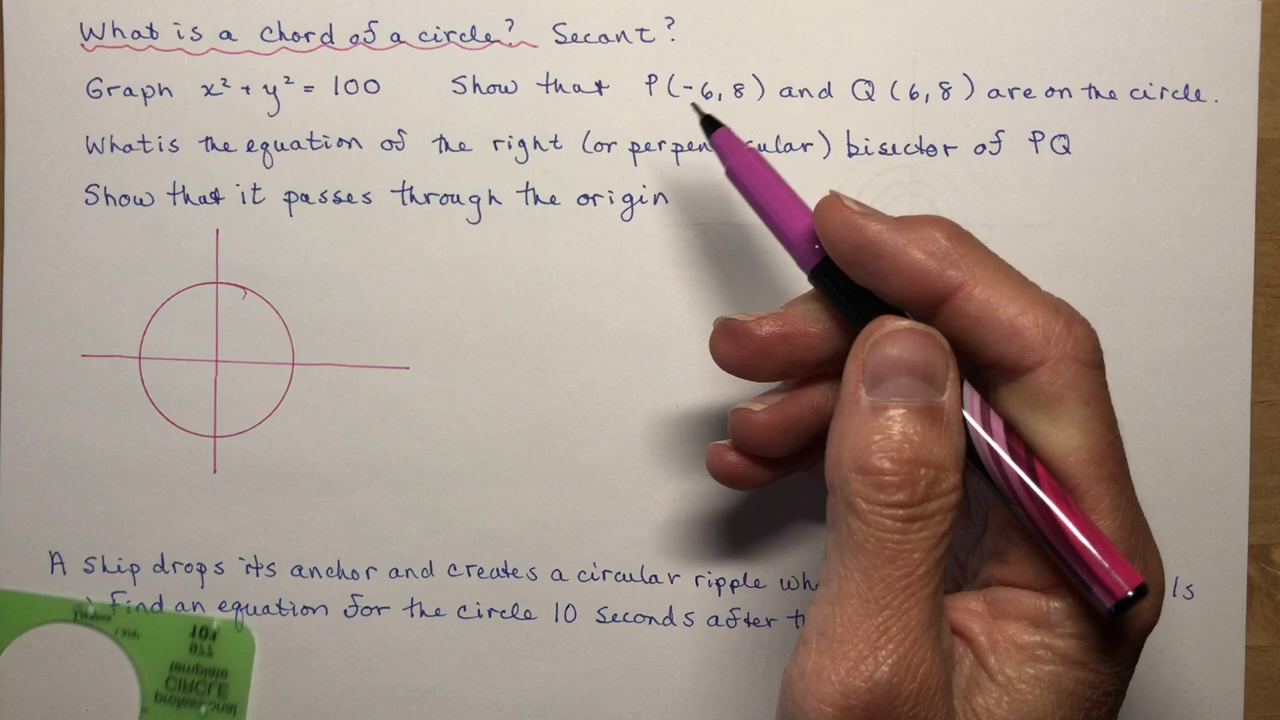 What is a chord of a circle? Secant?
Graph x² + y² = 100 Show that P(-6, 8) and Q (6, 8) are on the circle.
What is the equation of the right (or bisector of PQ
Show that it passes through the origin
A ship drops its anchor and creates a circular ripple
Find an equation for the circle 10 seconds after
CIRCLE